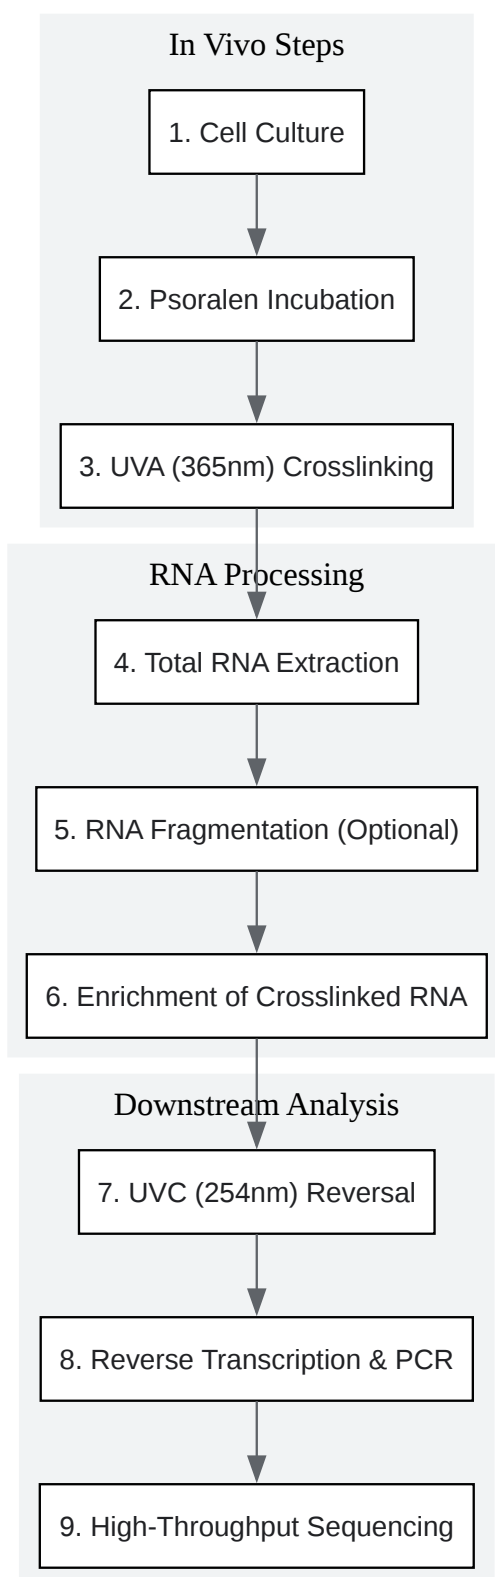 In Vivo Steps
1. Cell Culture
2. Psoralen Incubation
3. UVA (365nm) Crosslinking
RNA Processing
4. Total RNA Extraction
5. RNA Fragmentation (Optional)
6. Enrichment of Crosslinked RNA
Downstream Analysis
7. UVC (254nm) Reversal
8. Reverse Transcription & PCR
9. High-Throughput Sequencing